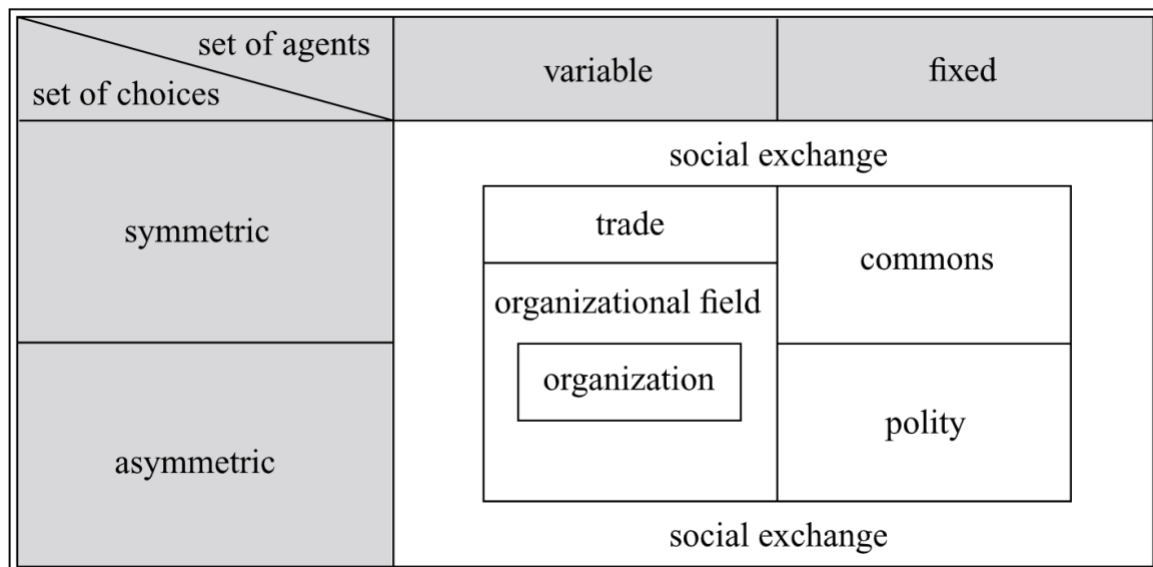 set of agents
set of choices
variable
fixed
social exchange
symmetric
trade
commons
organizational field
organization
asymmetric
polity
social exchange